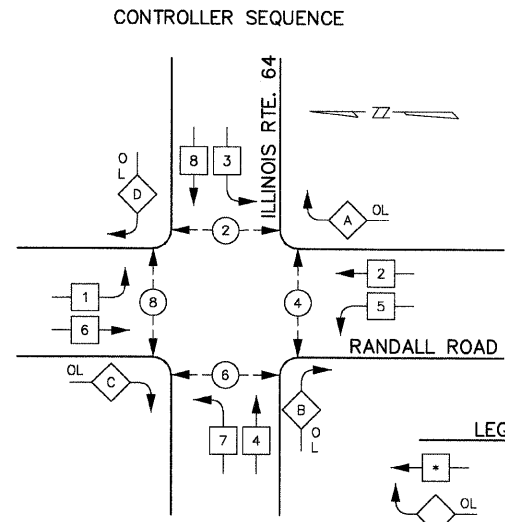 CONTROLLER SEQUENCE
ILLINOIS RTE. 64
ZZ
O
L
D
8
3
A
OL
2
1
8
4
2
6
5
RANDALL ROAD
OL
C
6
B
O
L
7
4
LEG
*
OL